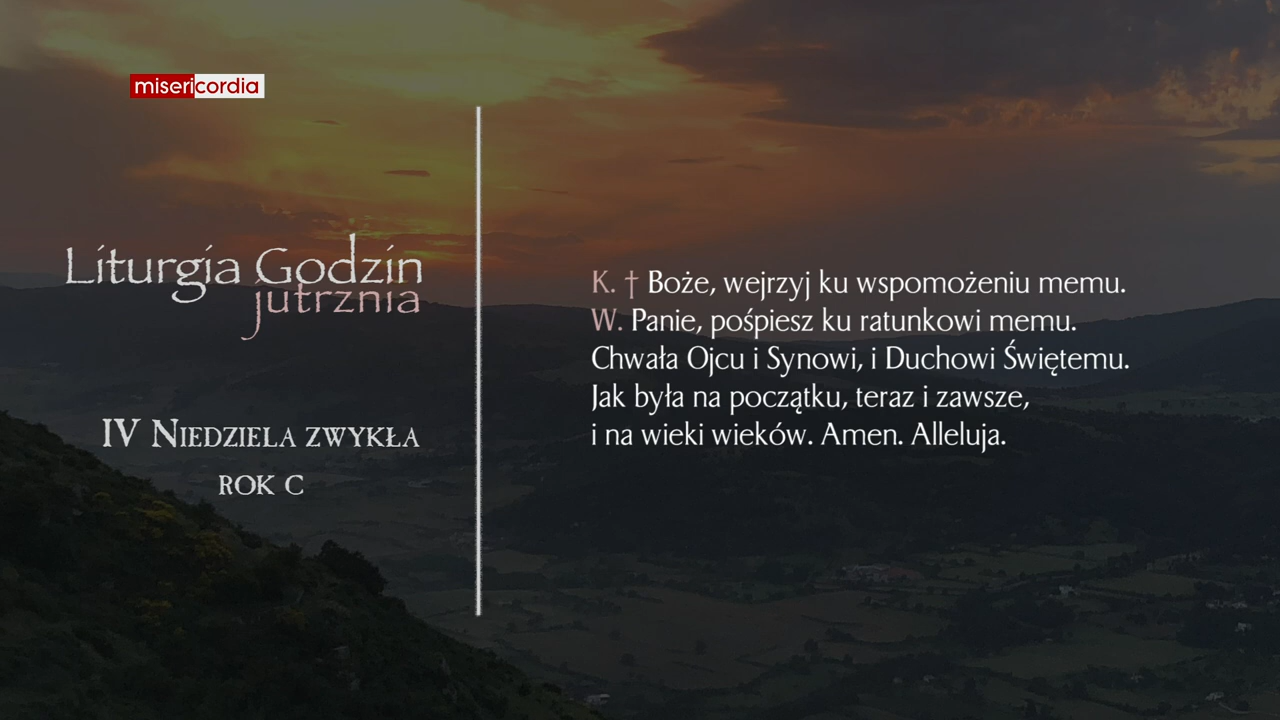 misericordia
Liturgia Godzin
jutrznia
IV Niedziela zwykła
rok C
K. † Boże, wejrzyj ku wspomożeniu memu.
W. Panie, pośpiesz ku ratunkowi memu.
Chwała Ojcu i Synowi, i Duchowi Świętemu.
Jak była na początku, teraz i zawsze,
i na wieki wieków. Amen. Alleluja.